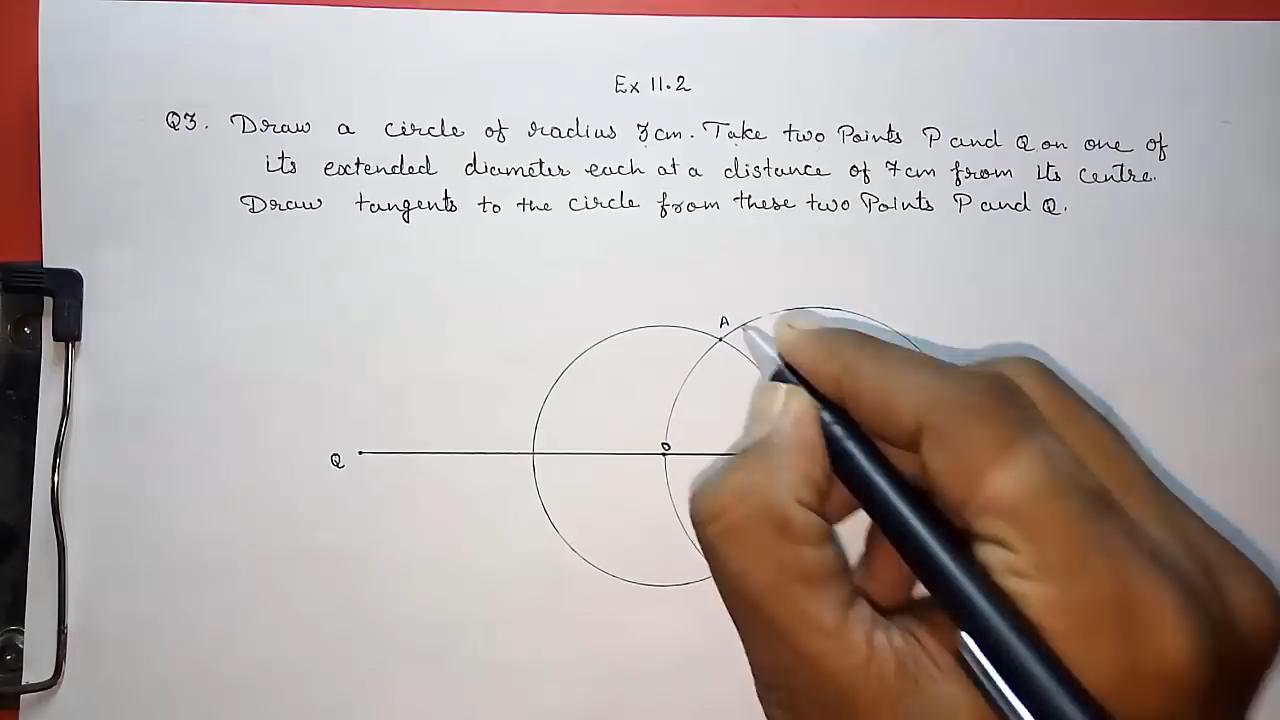 Ex 11.2
Q3. Draw a circle of radius 3cm. Take two Points P and Q on one of
its extended diameter each at a distance of 7cm from its centre.
Draw tangents to the circle from these two Points P and Q.
A
O
Q